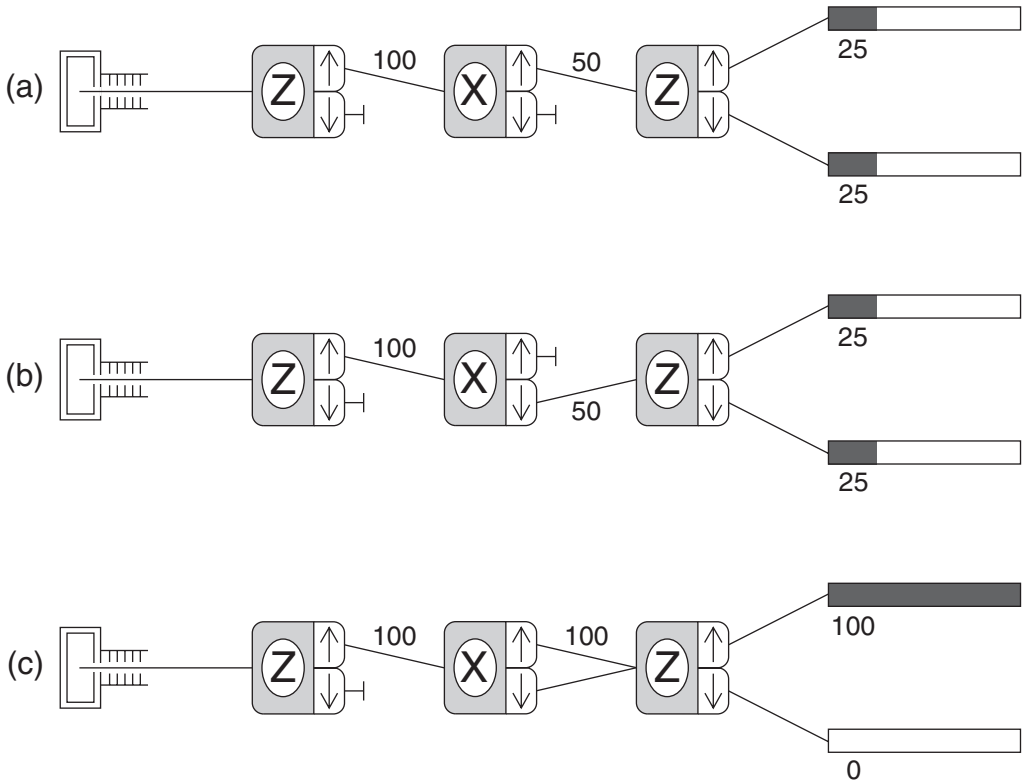 (a) Z ↑ ↓ 100 X ↑ ↓ 50 Z ↑ ↓ 25
25
(b) Z ↑ ↓ 100 X ↑ ↓ 50 Z ↑ ↓ 25
25
(c) Z ↑ ↓ 100 X ↑ ↓ 100 Z ↑ ↓ 100
0